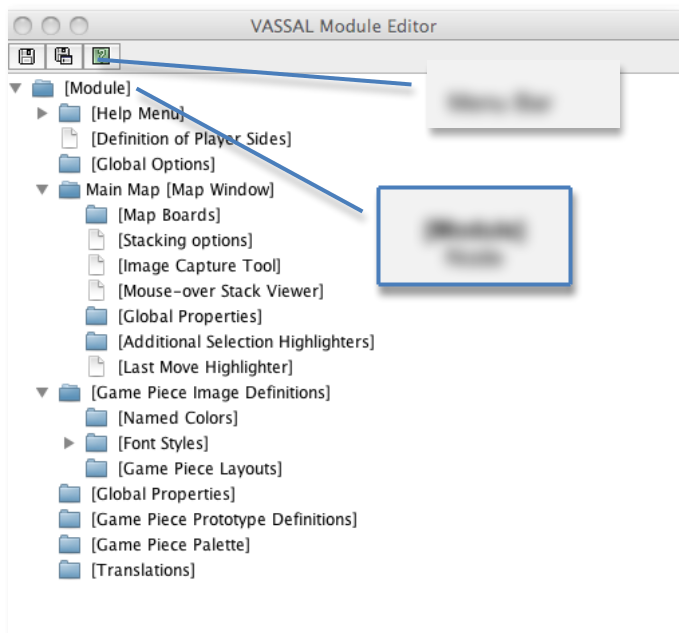 VASSAL Module Editor
[Module]
[Help Menu]
[Definition of Player Sides]
[Global Options]
Main Map [Map Window]
[Map Boards]
[Stacking options]
[Image Capture Tool]
[Mouse-over Stack Viewer]
[Global Properties]
[Additional Selection Highlighters]
[Last Move Highlighter]
[Game Piece Image Definitions]
[Named Colors]
[Font Styles]
[Game Piece Layouts]
[Global Properties]
[Game Piece Prototype Definitions]
[Game Piece Palette]
[Translations]